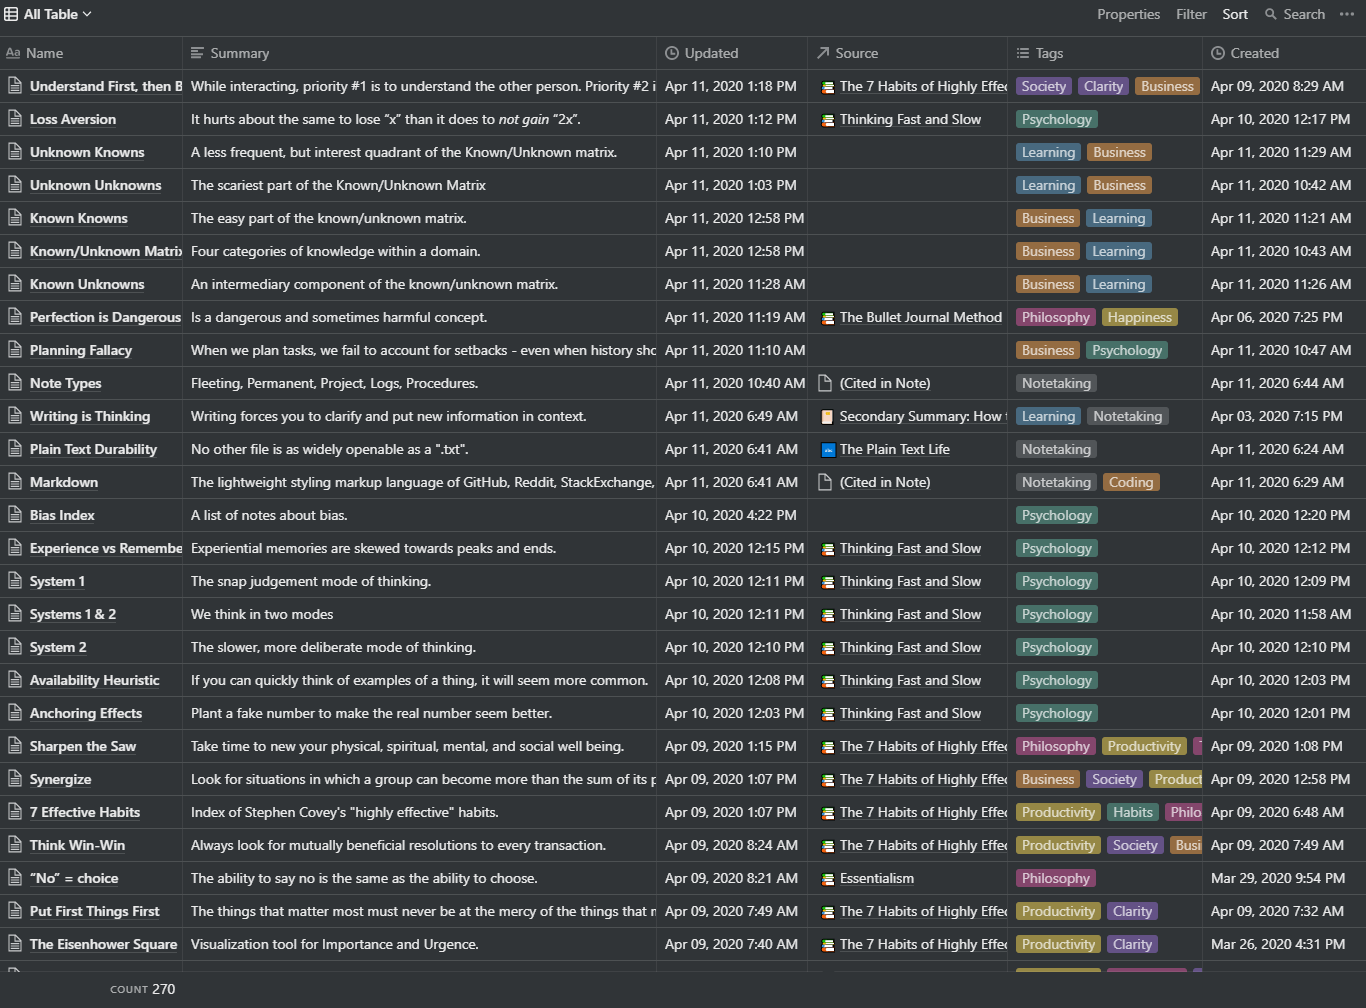 All Table Properties Filter Sort Search
Aa Name Summary Updated Source Tags Created
Understand First, then B While interacting, priority #1 is to understand the other person. Priority #2 i Apr 11, 2020 1:18 PM The 7 Habits of Highly Effec Society Clarity Business Apr 09, 2020 8:29 AM
Loss Aversion It hurts about the same to lose “x” than it does to not gain “2x”. Apr 11, 2020 1:12 PM Thinking Fast and Slow Psychology Apr 10, 2020 12:17 PM
Unknown Knowns A less frequent, but interest quadrant of the Known/Unknown matrix. Apr 11, 2020 1:10 PM Learning Business Apr 11, 2020 11:29 AM
Unknown Unknowns The scariest part of the Known/Unknown Matrix Apr 11, 2020 1:03 PM Learning Business Apr 11, 2020 10:42 AM
Known Knowns The easy part of the known/unknown matrix. Apr 11, 2020 12:58 PM Business Learning Apr 11, 2020 11:21 AM
Known/Unknown Matrix Four categories of knowledge within a domain. Apr 11, 2020 12:58 PM Business Learning Apr 11, 2020 10:43 AM
Known Unknowns An intermediary component of the known/unknown matrix. Apr 11, 2020 11:28 AM Business Learning Apr 11, 2020 11:26 AM
Perfection is Dangerous Is a dangerous and sometimes harmful concept. Apr 11, 2020 11:19 AM The Bullet Journal Method Philosophy Happiness Apr 06, 2020 7:25 PM
Planning Fallacy When we plan tasks, we fail to account for setbacks - even when history sho Apr 11, 2020 11:10 AM Business Psychology Apr 11, 2020 10:47 AM
Note Types Fleeting, Permanent, Project, Logs, Procedures. Apr 11, 2020 10:40 AM (Cited in Note) Notetaking Apr 11, 2020 6:44 AM
Writing is Thinking Writing forces you to clarify and put new information in context. Apr 11, 2020 6:49 AM Secondary Summary: How t Learning Notetaking Apr 03, 2020 7:15 PM
Plain Text Durability No other file is as widely openable as a ".txt". Apr 11, 2020 6:41 AM The Plain Text Life Notetaking Apr 11, 2020 6:24 AM
Markdown The lightweight styling markup language of GitHub, Reddit, StackExchange, Apr 11, 2020 6:41 AM (Cited in Note) Notetaking Coding Apr 11, 2020 6:29 AM
Bias Index A list of notes about bias. Apr 10, 2020 4:22 PM Psychology Apr 10, 2020 12:20 PM
Experience vs Remembe Experiential memories are skewed towards peaks and ends. Apr 10, 2020 12:15 PM Thinking Fast and Slow Psychology Apr 10, 2020 12:12 PM
System 1 The snap judgement mode of thinking. Apr 10, 2020 12:11 PM Thinking Fast and Slow Psychology Apr 10, 2020 12:09 PM
Systems 1 & 2 We think in two modes Apr 10, 2020 12:11 PM Thinking Fast and Slow Psychology Apr 10, 2020 11:58 AM
System 2 The slower, more deliberate mode of thinking. Apr 10, 2020 12:10 PM Thinking Fast and Slow Psychology Apr 10, 2020 12:10 PM
Availability Heuristic If you can quickly think of examples of a thing, it will seem more common. Apr 10, 2020 12:08 PM Thinking Fast and Slow Psychology Apr 10, 2020 12:03 PM
Anchoring Effects Plant a fake number to make the real number seem better. Apr 10, 2020 12:03 PM Thinking Fast and Slow Psychology Apr 10, 2020 12:01 PM
Sharpen the Saw Take time to new your physical, spiritual, mental, and social well being. Apr 09, 2020 1:15 PM The 7 Habits of Highly Effec Philosophy Productivity Apr 09, 2020 1:08 PM
Synergize Look for situations in which a group can become more than the sum of its p Apr 09, 2020 1:07 PM The 7 Habits of Highly Effec Business Society Product Apr 09, 2020 12:58 PM
7 Effective Habits Index of Stephen Covey's "highly effective" habits. Apr 09, 2020 1:07 PM The 7 Habits of Highly Effec Productivity Habits Philo Apr 09, 2020 6:48 AM
Think Win-Win Always look for mutually beneficial resolutions to every transaction. Apr 09, 2020 8:24 AM The 7 Habits of Highly Effec Productivity Society Busi Apr 09, 2020 7:49 AM
“No” = choice The ability to say no is the same as the ability to choose. Apr 09, 2020 8:21 AM Essentialism Philosophy Mar 29, 2020 9:54 PM
Put First Things First The things that matter most must never be at the mercy of the things that m Apr 09, 2020 7:49 AM The 7 Habits of Highly Effec Productivity Clarity Apr 09, 2020 7:32 AM
The Eisenhower Square Visualization tool for Importance and Urgence. Apr 09, 2020 7:40 AM The 7 Habits of Highly Effec Productivity Clarity Mar 26, 2020 4:31 PM
COUNT 270